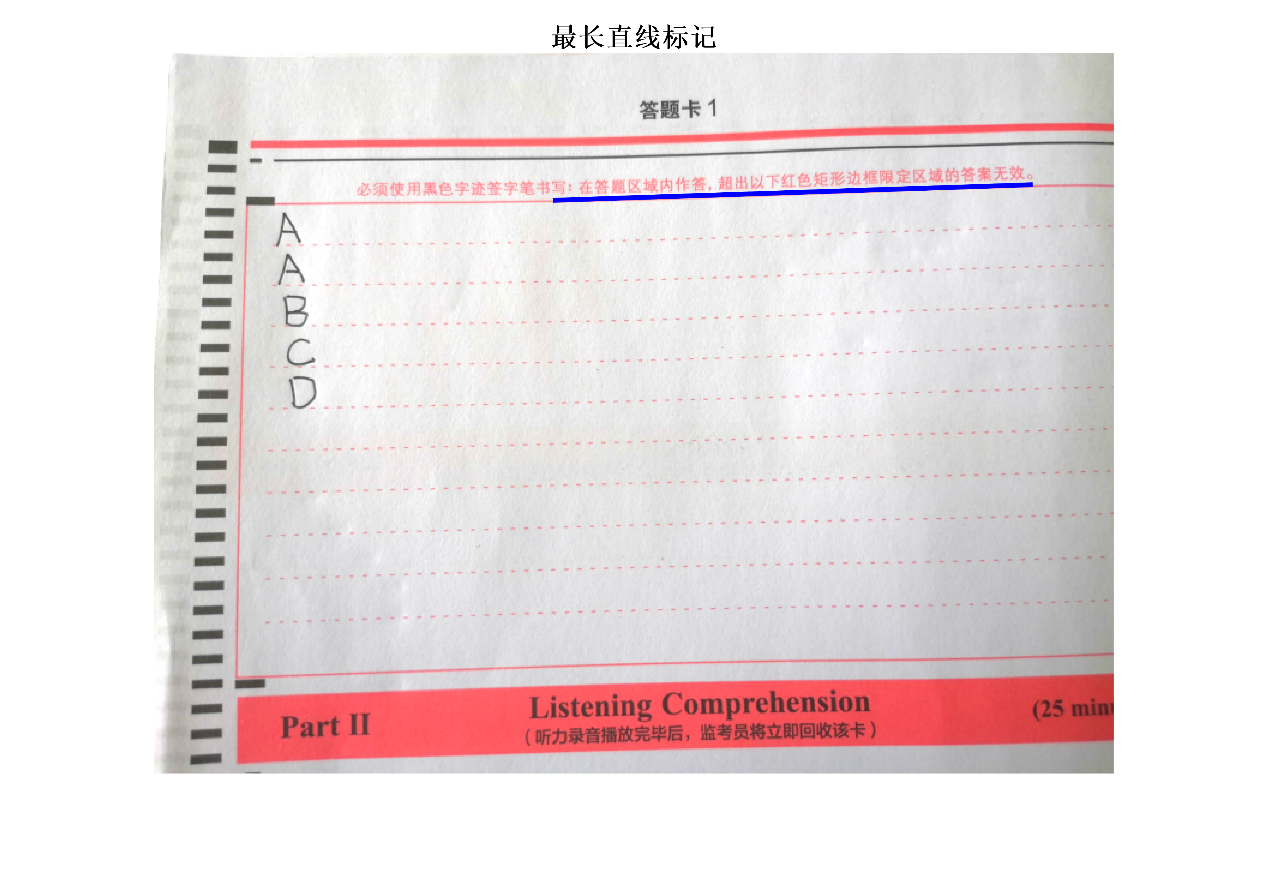 最长直线标记
答题卡 1
必须使用黑色字迹签字笔书写：在答题区域内作答，超出以下红色矩形边框限定区域的答案无效。
A
A
B
C
D
Listening Comprehension
Part II
(25 minu
（听力录音播放完毕后，监考员将立即回收该卡）